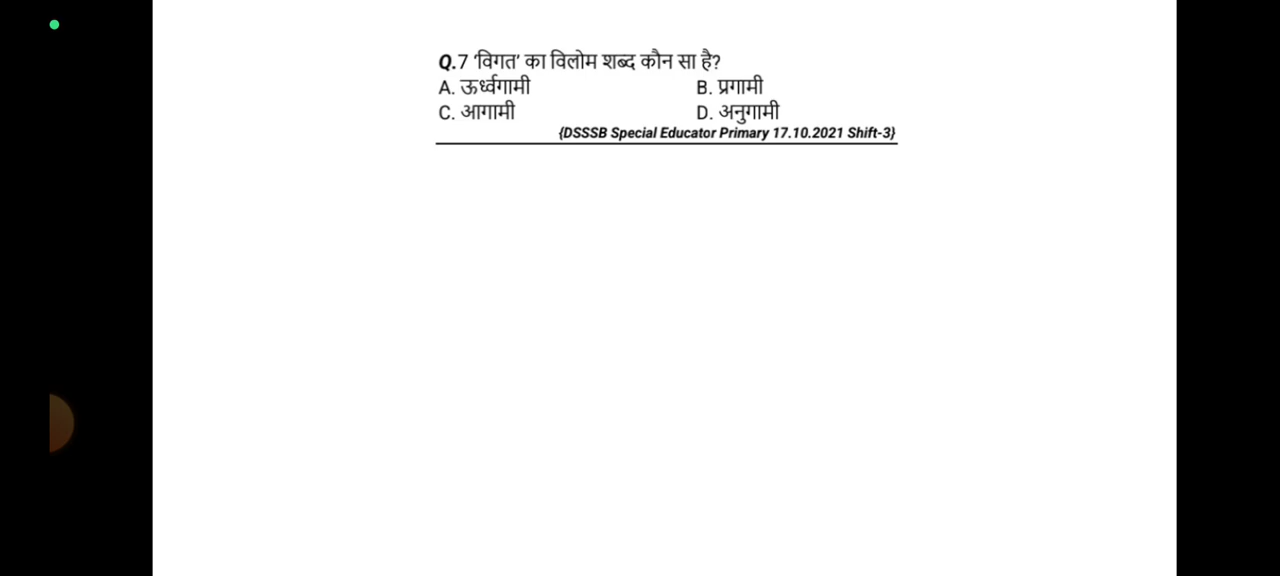 Q.7 'विगत' का विलोम शब्द कौन सा है?
A. ऊर्ध्वगामी B. प्रगामी
C. आगामी D. अनुगामी
{DSSSB Special Educator Primary 17.10.2021 Shift-3}